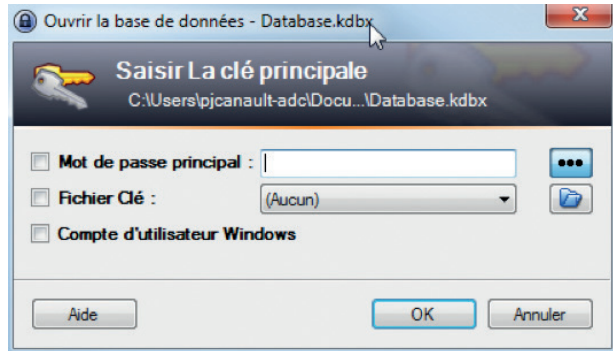 Ouvrir la base de données - Database.kdbx
Saisir La clé principale
C:\Users\pjcanault-adc\Docu...\Database.kdbx
Mot de passe principal :
Fichier Clé : (Aucun)
Compte d'utilisateur Windows
Aide OK Annuler